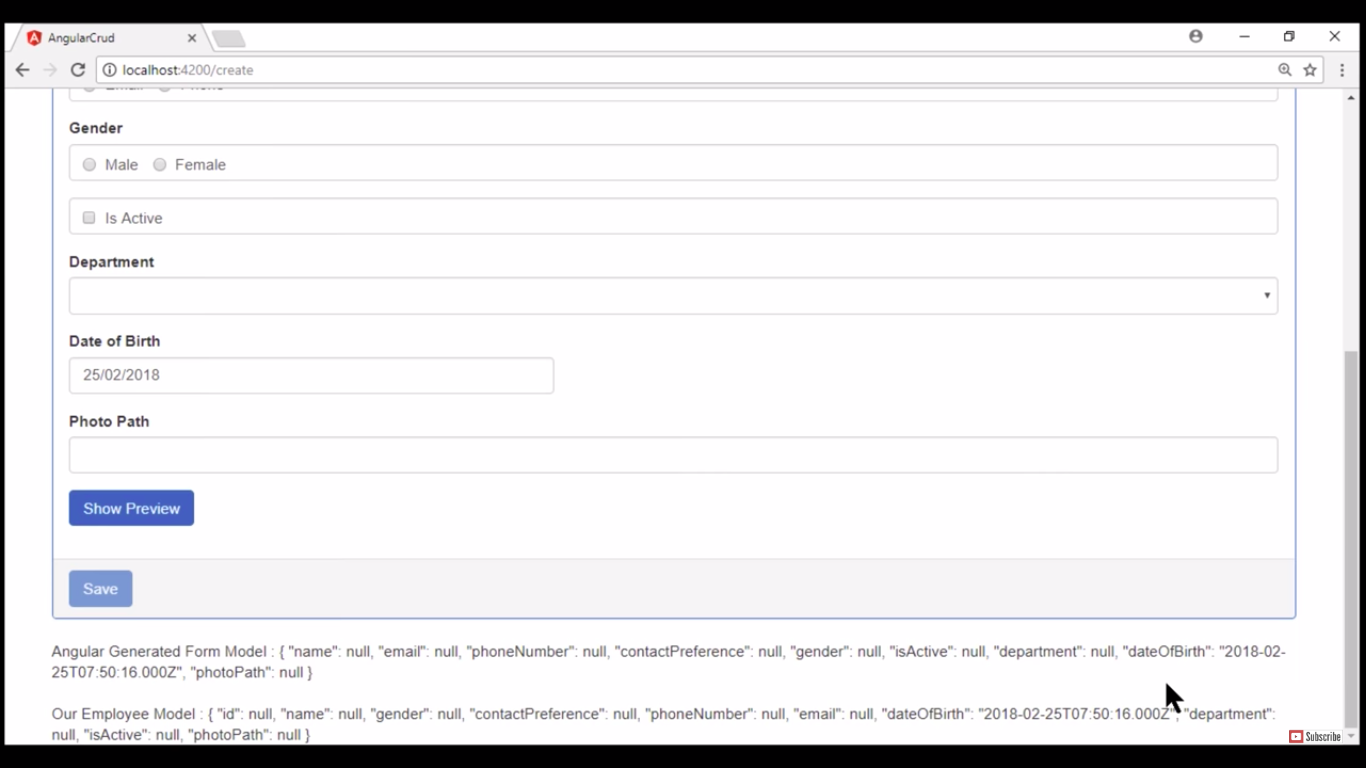 AngularCrud
localhost:4200/create
Gender
Male Female
Is Active
Department
Date of Birth
25/02/2018
Photo Path
Show Preview
Save
Angular Generated Form Model : { "name": null, "email": null, "phoneNumber": null, "contactPreference": null, "gender": null, "isActive": null, "department": null, "dateOfBirth": "2018-02-
25T07:50:16.000Z", "photoPath": null }
Our Employee Model : { "id": null, "name": null, "gender": null, "contactPreference": null, "phoneNumber": null, "email": null, "dateOfBirth": "2018-02-25T07:50:16.000Z", "department":
null, "isActive": null, "photoPath": null }
Subscribe